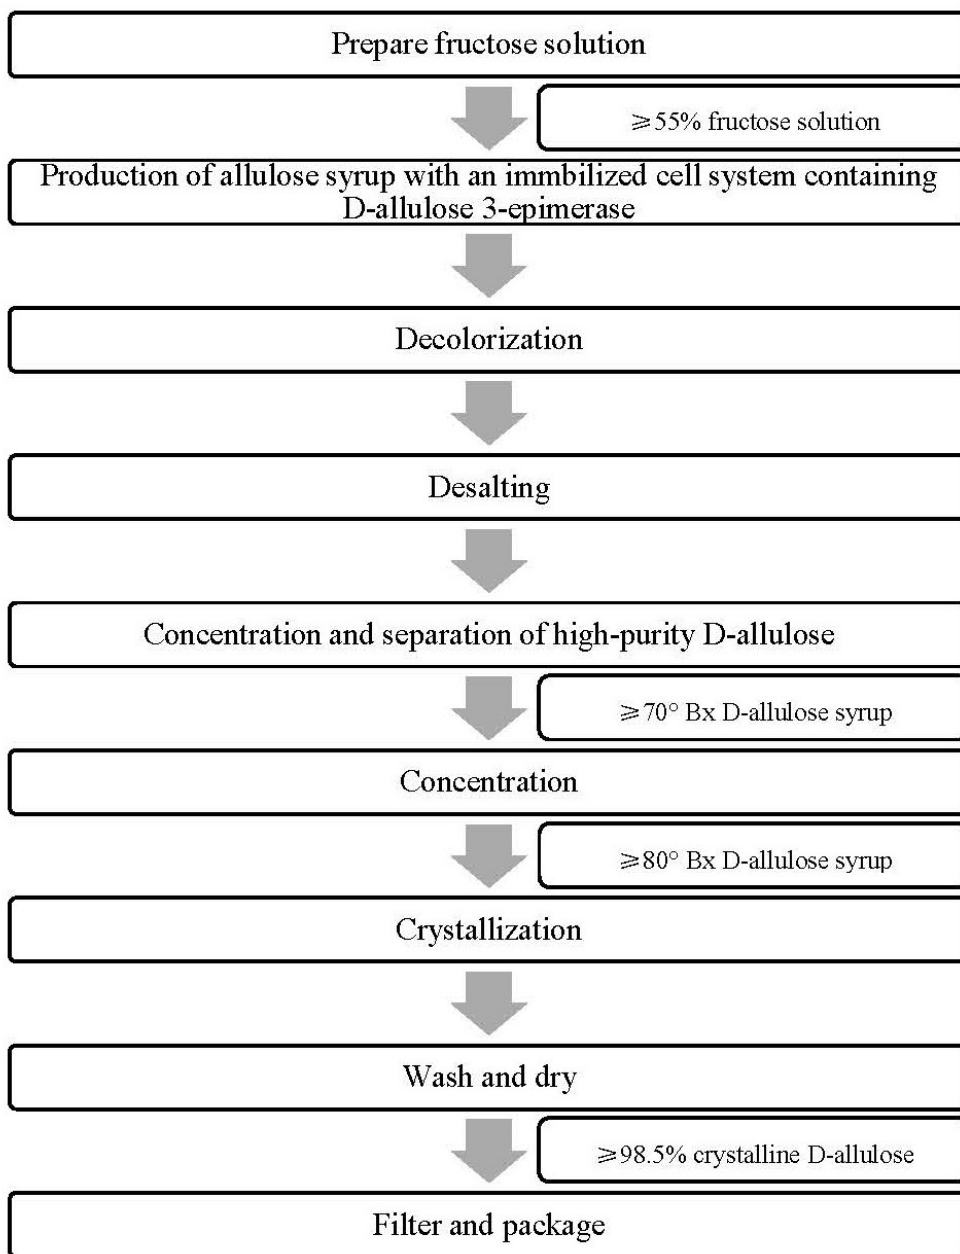 Prepare fructose solution
⩾55% fructose solution
Production of allulose syrup with an immbilized cell system containing
D-allulose 3-epimerase
Decolorization
Desalting
Concentration and separation of high-purity D-allulose
⩾70° Bx D-allulose syrup
Concentration
⩾80° Bx D-allulose syrup
Crystallization
Wash and dry
⩾98.5% crystalline D-allulose
Filter and package